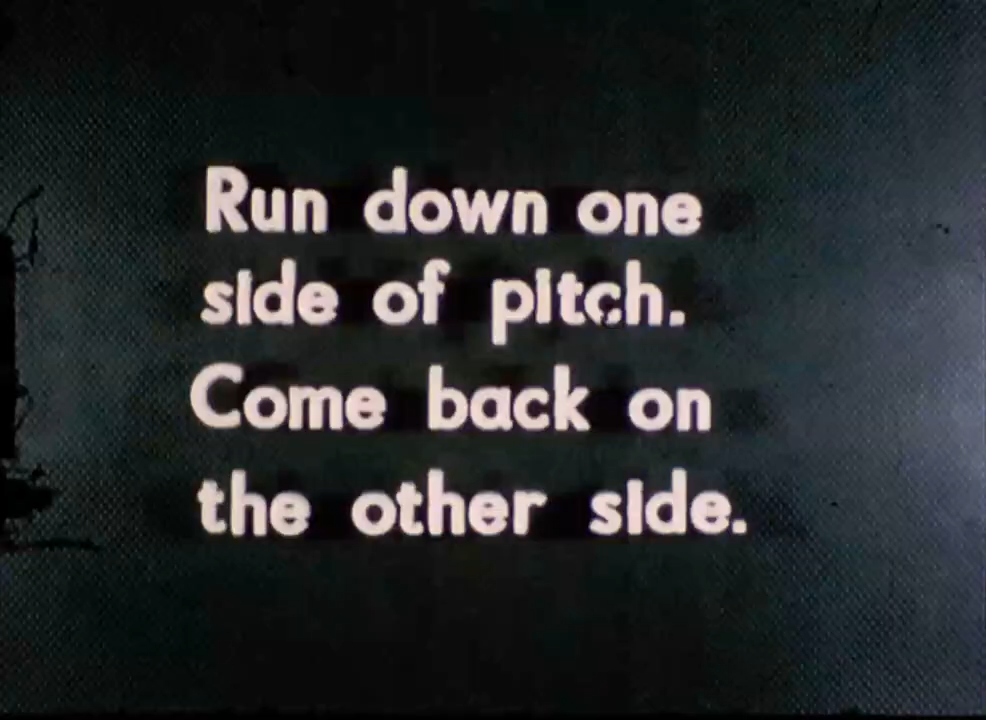 Run down one
side of pitch.
Come back on
the other side.